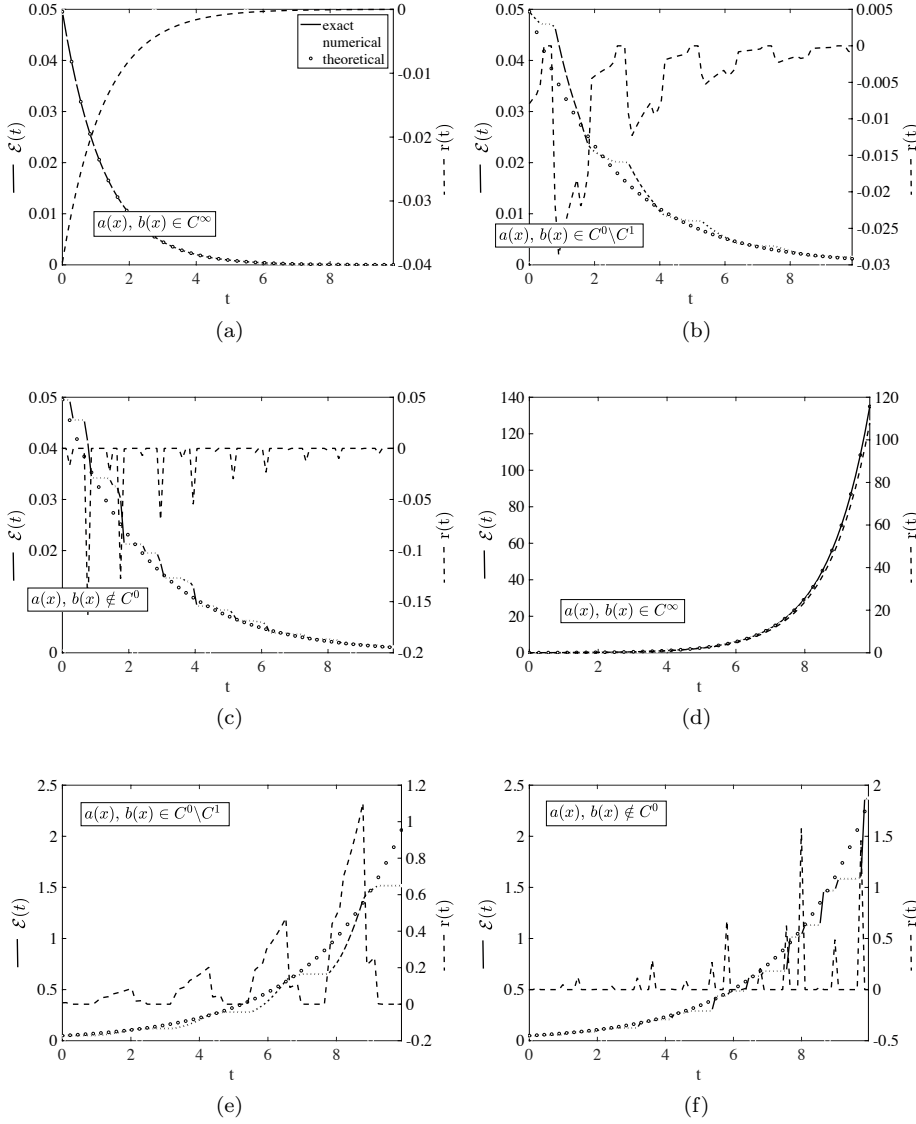 0.05
0.04
0.03
0.02
0.01
0
0
-0.01
-0.02
-0.03
-0.04
0 2 4 6 8
t
ℰ(t)
r(t)
exact
numerical
theoretical
a(x), b(x) ∈ C^∞
(a)
0.05
0.04
0.03
0.02
0.01
0
0.005
0
-0.005
-0.01
-0.015
-0.02
-0.025
-0.03
0 2 4 6 8
t
ℰ(t)
r(t)
a(x), b(x) ∈ C^0\C^1
(b)
0.05
0.04
0.03
0.02
0.01
0
0.05
0
-0.05
-0.1
-0.15
-0.2
0 2 4 6 8
t
ℰ(t)
r(t)
a(x), b(x) ∉ C^0
(c)
140
120
100
80
60
40
20
0
120
100
80
60
40
20
0
0 2 4 6 8
t
ℰ(t)
r(t)
a(x), b(x) ∈ C^∞
(d)
2.5
2
1.5
1
0.5
0
1.2
1
0.8
0.6
0.4
0.2
0
-0.2
0 2 4 6 8
t
ℰ(t)
r(t)
a(x), b(x) ∈ C^0\C^1
(e)
2.5
2
1.5
1
0.5
0
2
1.5
1
0.5
0
-0.5
0 2 4 6 8
t
ℰ(t)
r(t)
a(x), b(x) ∉ C^0
(f)